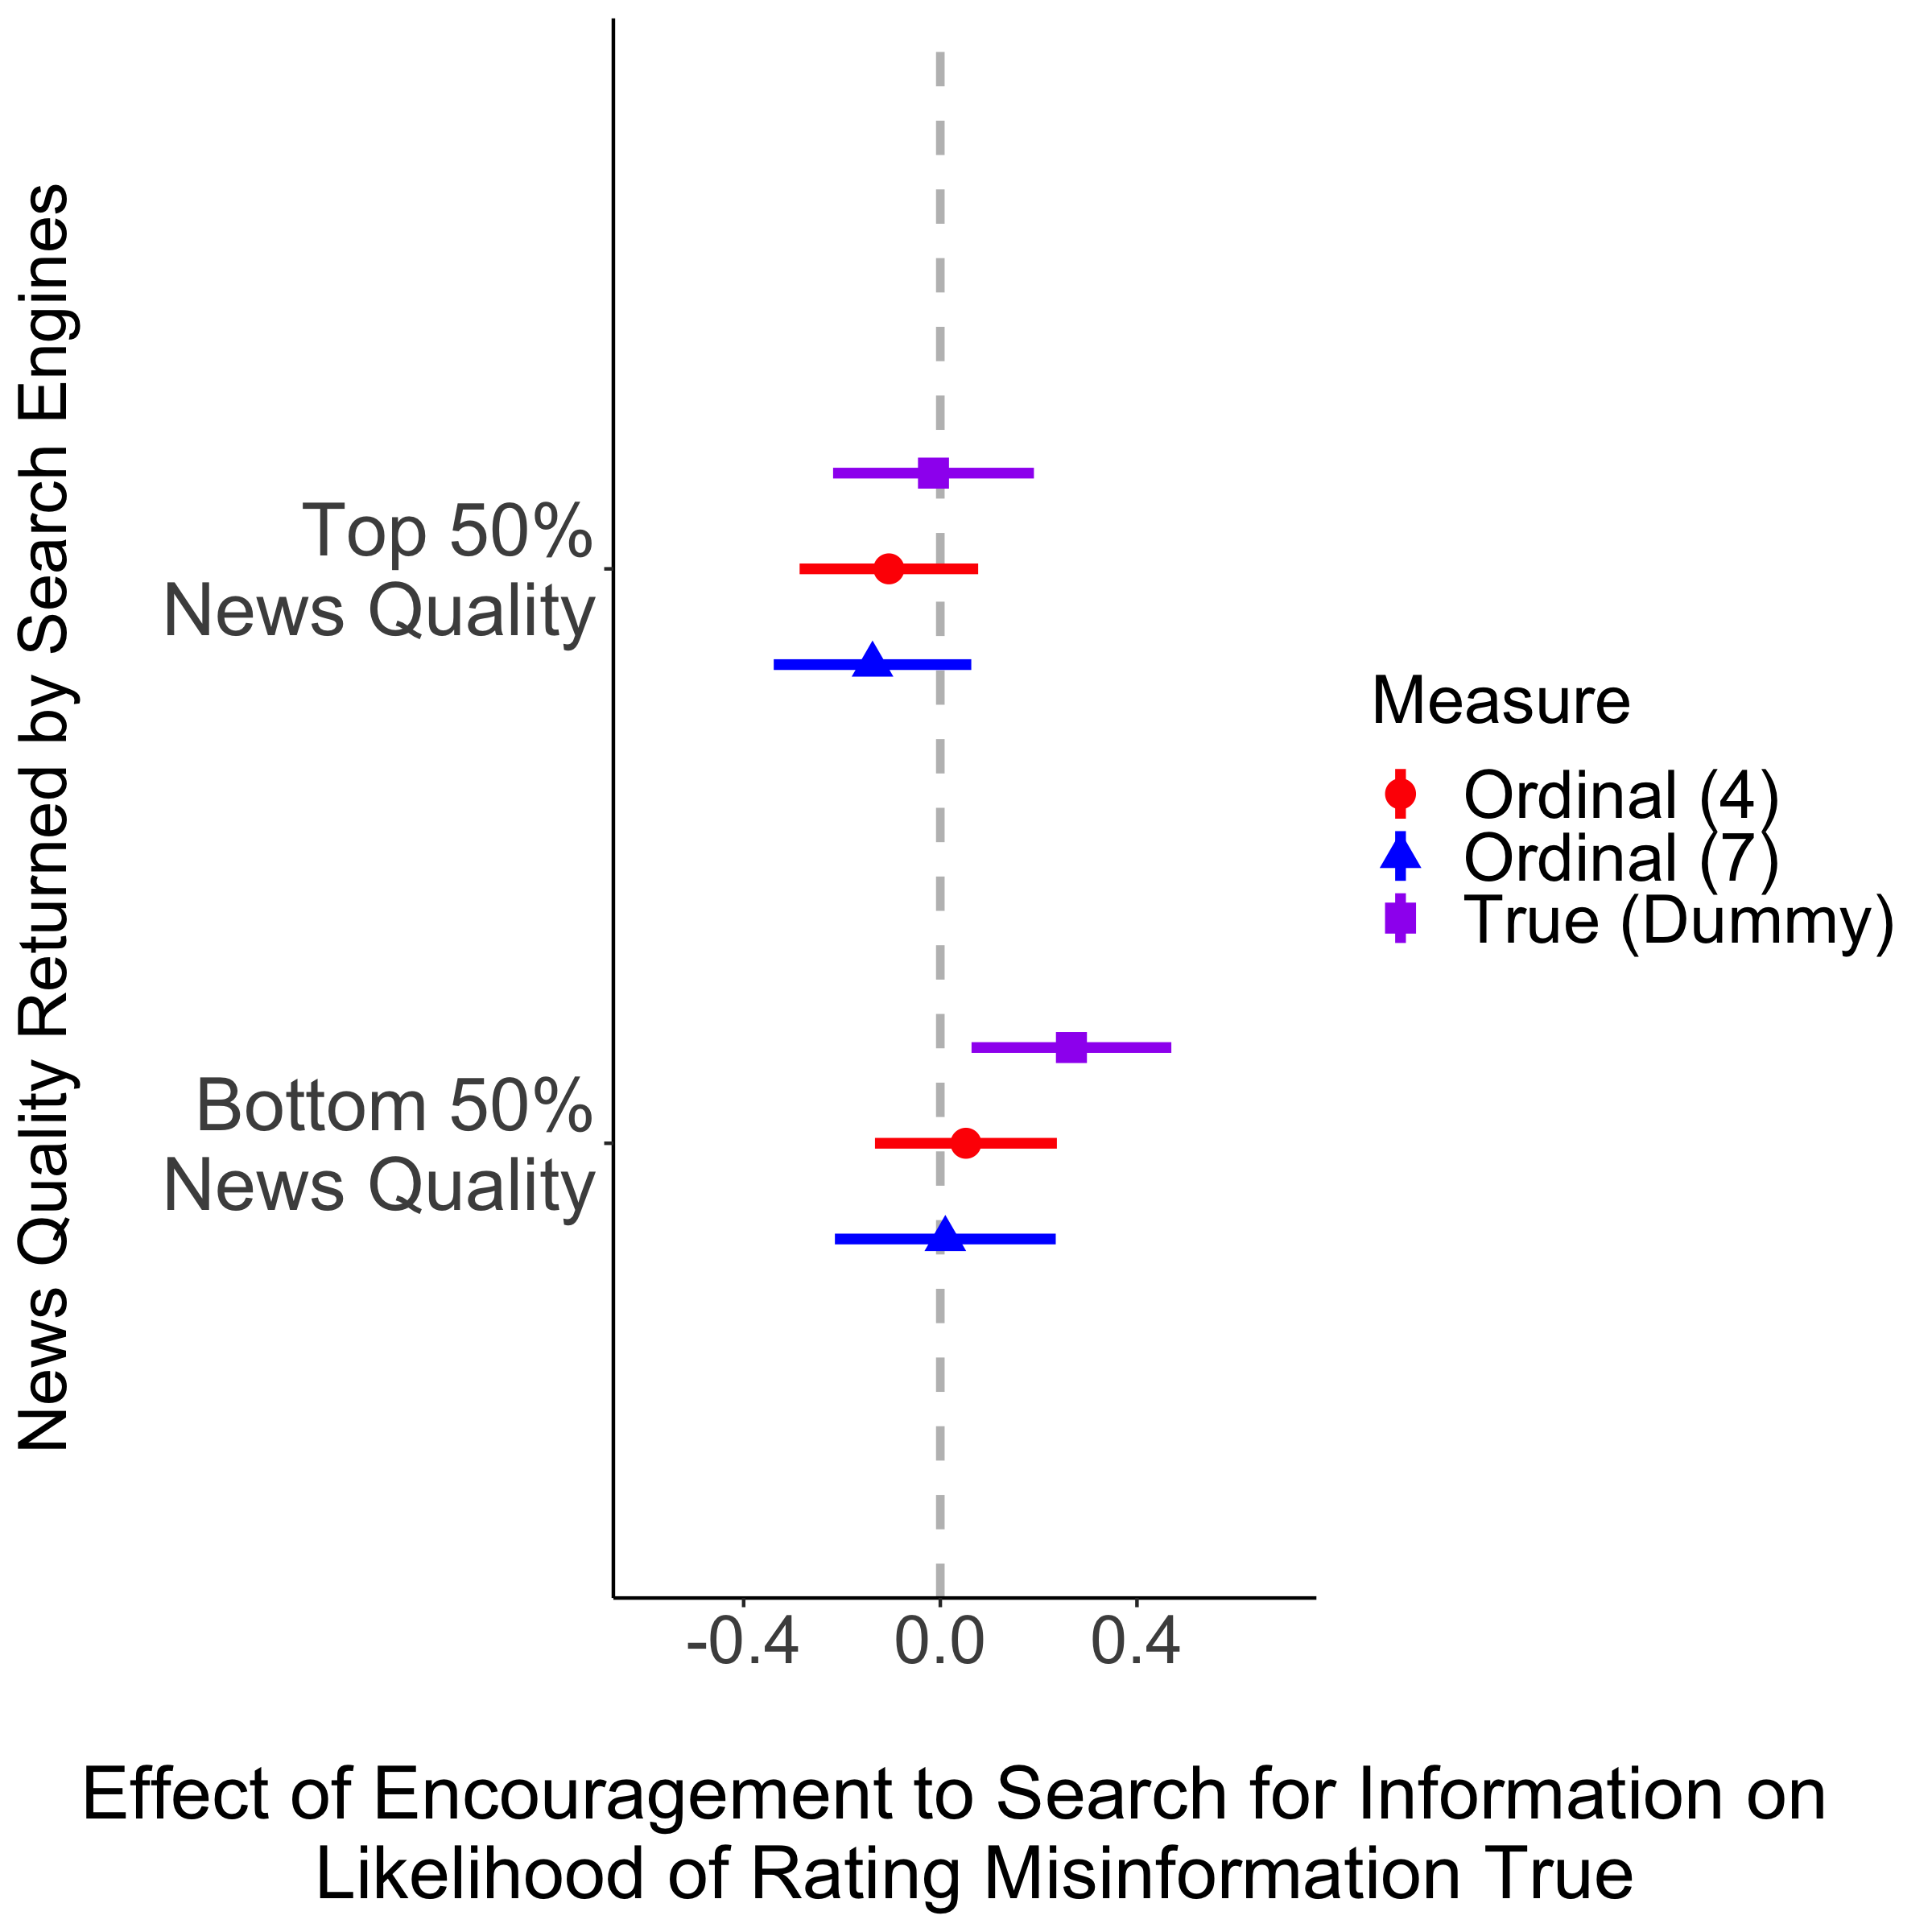 News Quality Returned by Search Engines
Top 50%
News Quality
Bottom 50%
News Quality
-0.4
0.0
0.4
Effect of Encouragement to Search for Information on
Likelihood of Rating Misinformation True
Measure
Ordinal (4)
Ordinal (7)
True (Dummy)